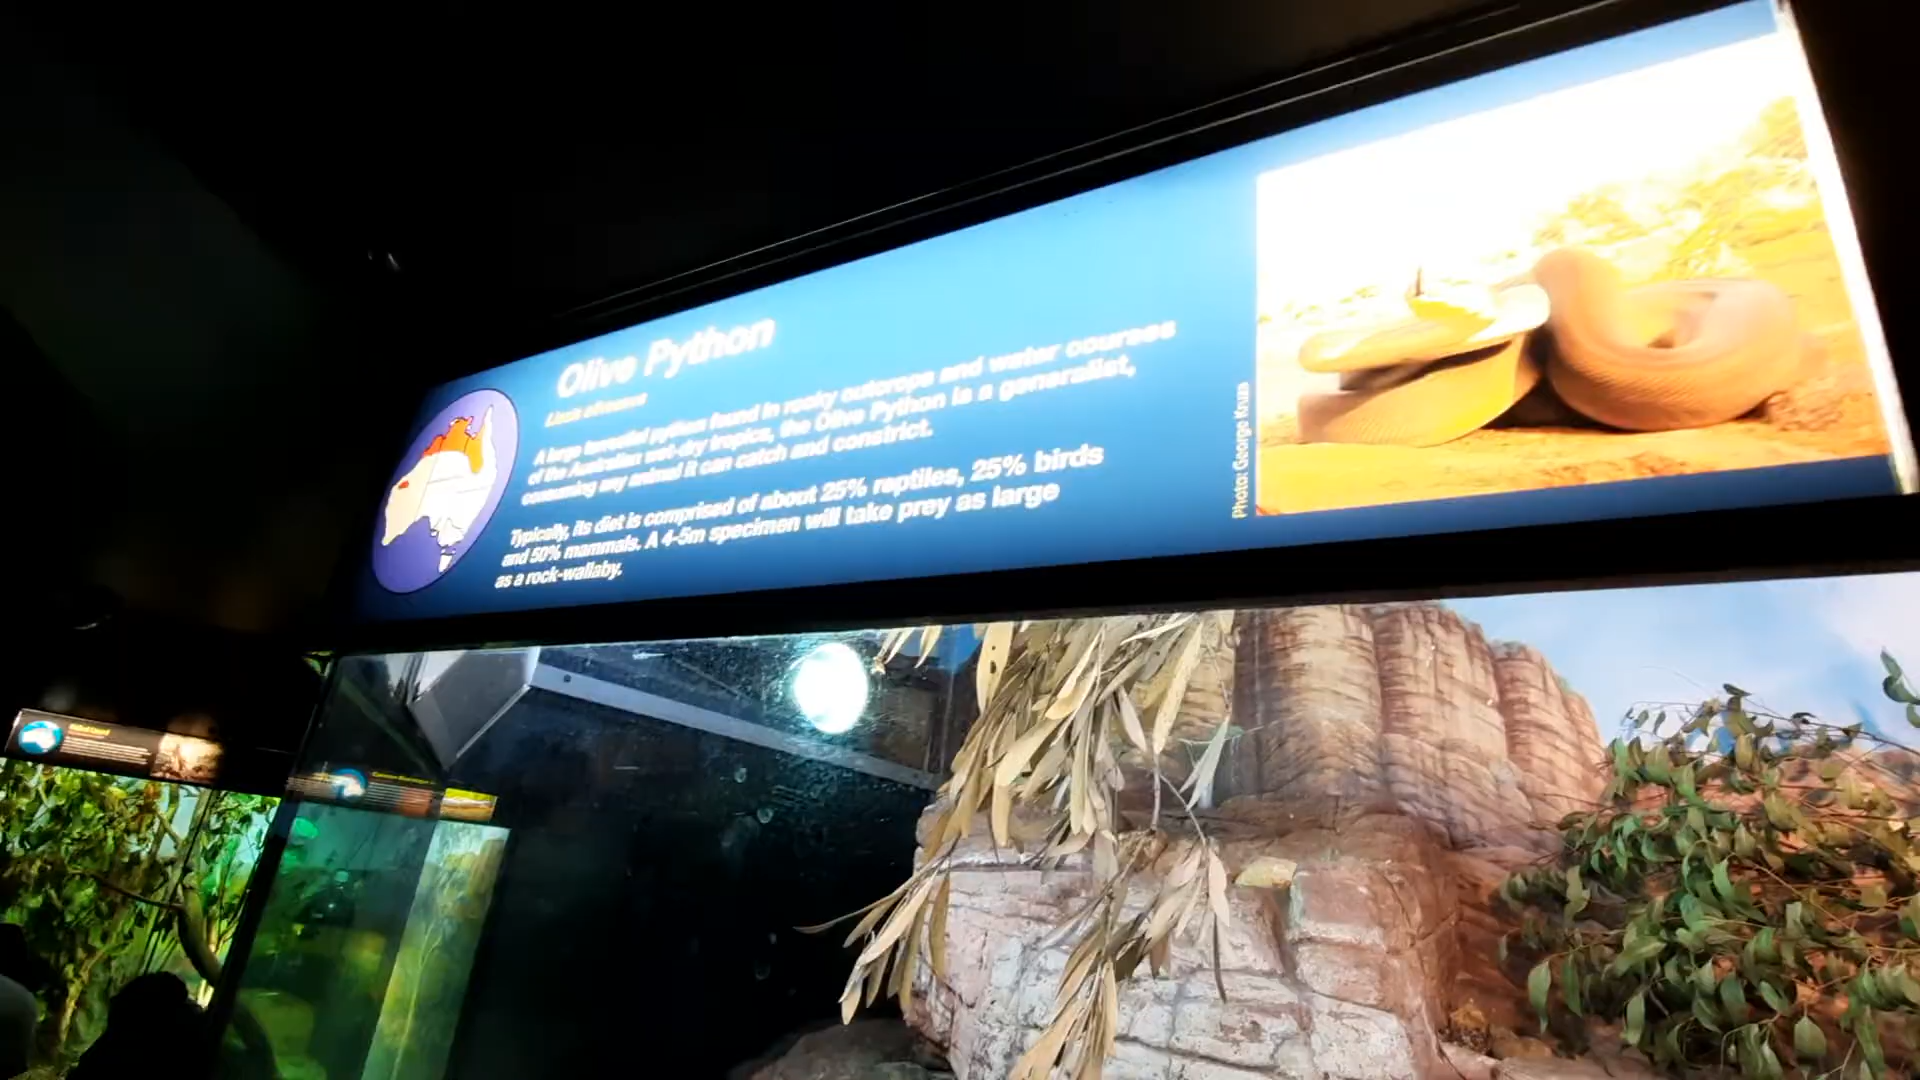 Olive Python
Liasis olivaceus
A large terrestrial python found in rocky outcrops and water courses
of the Australian wet-dry tropics, the Olive Python is a generalist,
consuming any animal it can catch and constrict.
Typically, its diet is comprised of about 25% reptiles, 25% birds
and 50% mammals. A 4-5m specimen will take prey as large
as a rock-wallaby.
Photo: George Kruza